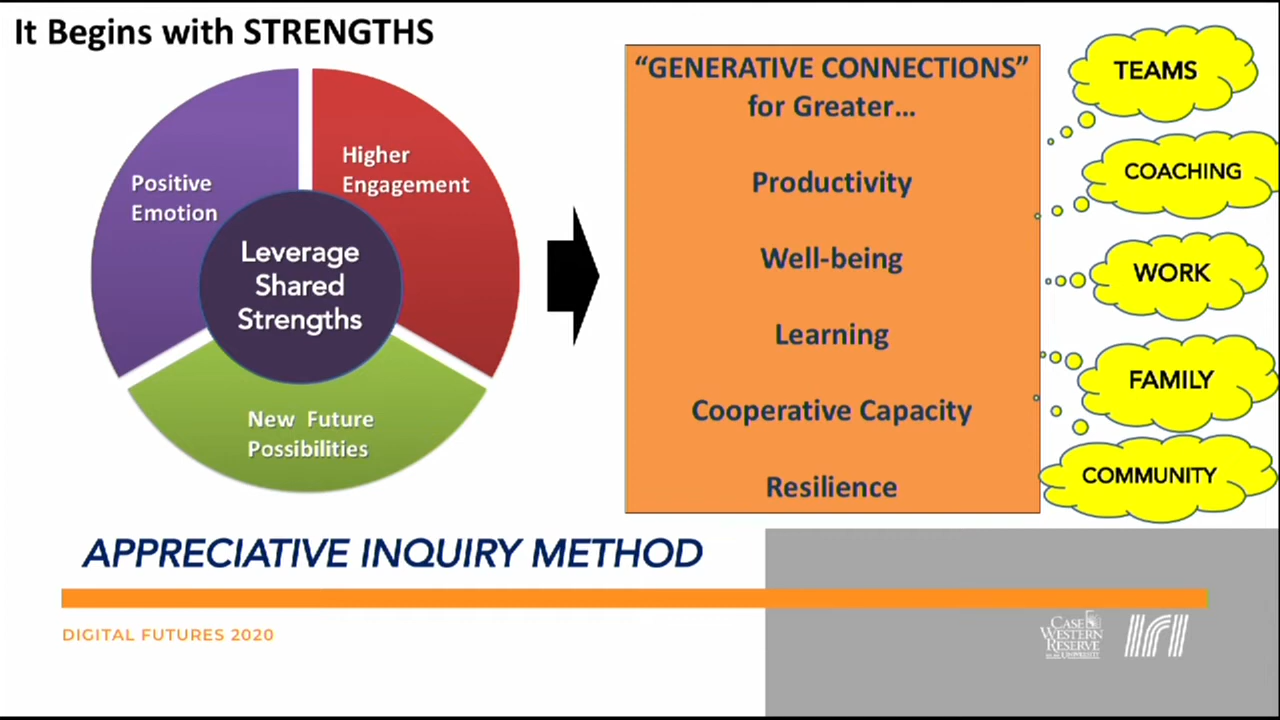 It Begins with STRENGTHS
Positive
Emotion
Higher
Engagement
Leverage
Shared
Strengths
New Future
Possibilities
“GENERATIVE CONNECTIONS”
for Greater...
Productivity
Well-being
Learning
Cooperative Capacity
Resilience
TEAMS
COACHING
WORK
FAMILY
COMMUNITY
APPRECIATIVE INQUIRY METHOD
DIGITAL FUTURES 2020
CASE
WESTERN
RESERVE
UNIVERSITY
iri